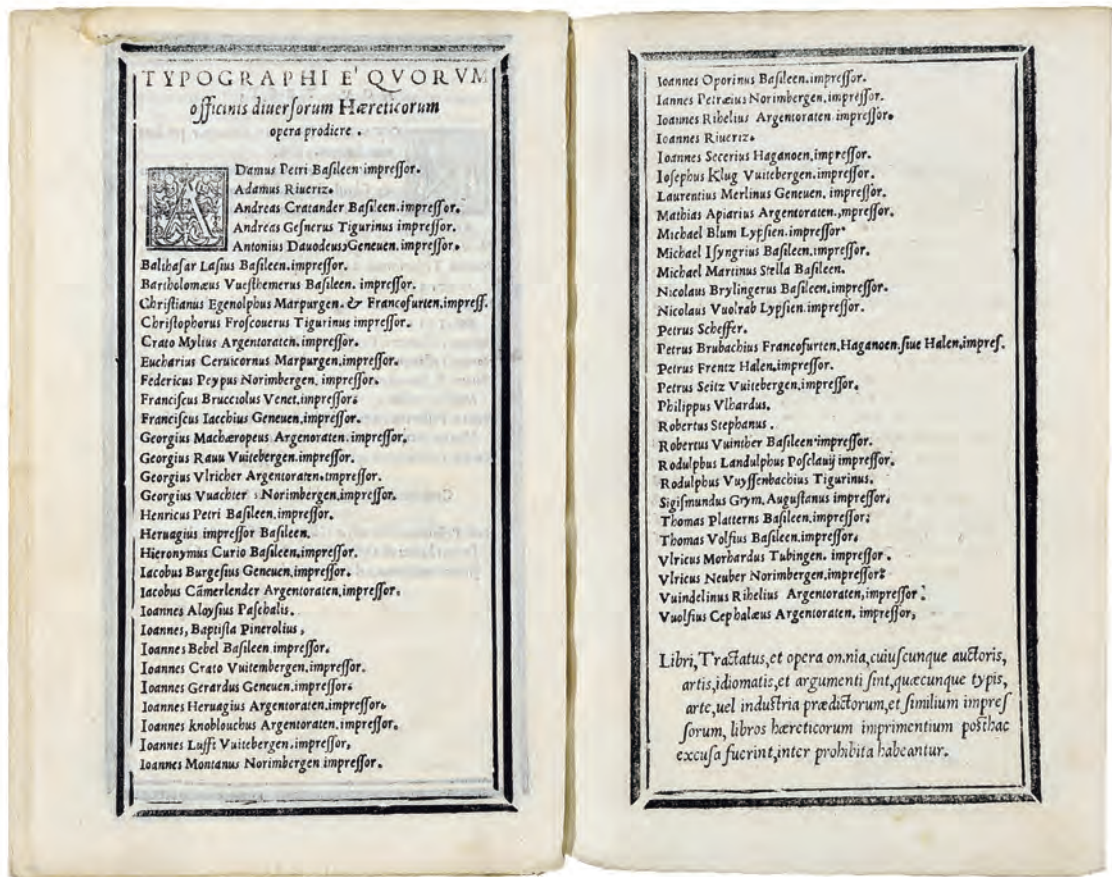 TYPOGRAPHI E' QVORVM
officinis diuerſorum Hæreticorum
opera prodiere .
ADamus Petri Baſileen impreſſor.
Adamus Riueriz.
Andreas Cratander Baſileen.impreſſor.
Andreas Geſnerus Tigurinus impreſſor.
Antonius Dauodeus,Geneuen.impreſſor.
Balthaſar Laſius Baſileen.impreſſor.
Bartholomæus Vueſthemerus Baſileen. impreſſor.
Chriſtianus Egenolphus Marpurgen. & Francofurten,impreſſ.
Chriſtophorus Froſcouerus Tigurinus impreſſor.
Crato Mylius Argentoraten.impreſſor.
Eucharius Ceruicornus Marpurgen.impreſſor.
Federicus Peypus Norimbergen. impreſſor.
Franciſcus Brucciolus Venet.impreſſor.
Franciſcus Iacchius Geneuen,impreſſor.
Georgius Machæropeus Argenoraten.impreſſor.
Georgius Rauu Vuitebergen.impreſſor.
Georgius Vlricher Argentoraten.impreſſor.
Georgius Vuachter Norimbergen,impreſſor.
Henricus Petri Baſileen.impreſſor.
Heruagius impreſſor Baſileen.
Hieronymus Curio Baſileen,impreſſor.
Iacobus Burgeſius Geneuen,impreſſor.
Iacobus Cāmerlender Argentoraten,impreſſor.
Ioannes Aloyſius Paſchalis.
Ioannes, Baptiſta Pinerolius,
Ioannes Bebel Baſileen impreſſor.
Ioannes Crato Vuitembergen.impreſſor.
Ioannes Gerardus Geneuen,impreſſor.
Ioannes Heruagius Argentoraten.impreſſor.
Ioannes knoblouchus Argentoraten.impreſſor.
Ioannes Lufft Vuitebergen.impreſſor,
Ioannes Montanus Norimbergen impreſſor.
Ioannes Oporinus Baſileen.impreſſor.
Iannes Petræius Norimbergen.impreſſor.
Ioannes Ribelius Argentoraten impreſſor.
Ioannes Riueriz.
Ioannes Secerius Haganoen,impreſſor.
Ioſephus Klug Vuitebergen.impreſſor.
Laurentius Merlinus Geneuen. impreſſor.
Mathias Apiarius Argentoraten.,mpreſſor.
Michael Blum Lypſien.impreſſor.
Michael Iſyngrius Baſileen.impreſſor.
Michael Martinus Stella Baſileen.
Nicolaus Brylingerus Baſileen.impreſſor.
Nicolaus Vuolrab Lypſien.impreſſor.
Petrus Scheffer.
Petrus Brubachius Francofurten,Haganoen.ſiue Halen,impreſ.
Petrus Frentz Halen,impreſſor.
Petrus Seitz Vuitebergen,impreſſor.
Philippus Vlhardus.
Robertus Stephanus .
Robertus Vuinther Baſileen impreſſor.
Rodulphus Landulphus Poſclauij impreſſor.
Rodulphus Vuyſſenbachius Tigurinus.
Sigiſmundus Grym. Auguſtanus impreſſor.
Thomas Platterns Baſileen.impreſſor;
Thomas Volfius Baſileen.impreſſor.
Vlricus Morhardus Tubingen. impreſſor .
Vlricus Neuber Norimbergen,impreſſor:
Vuindelinus Ribelius Argentoraten,impreſſor .
Vuolfius Cephalæus Argentoraten. impreſſor,
Libri,Tractatus,et opera omnia,cuiuſcunque auctoris,
artis,idiomatis,et argumenti ſint,quæcunque typis,
arte,uel induſtria prædictorum,et ſimilium impreſ
ſorum, libros hæreticorum imprimentium poſthac
excuſa fuerint,inter prohibita habeantur.